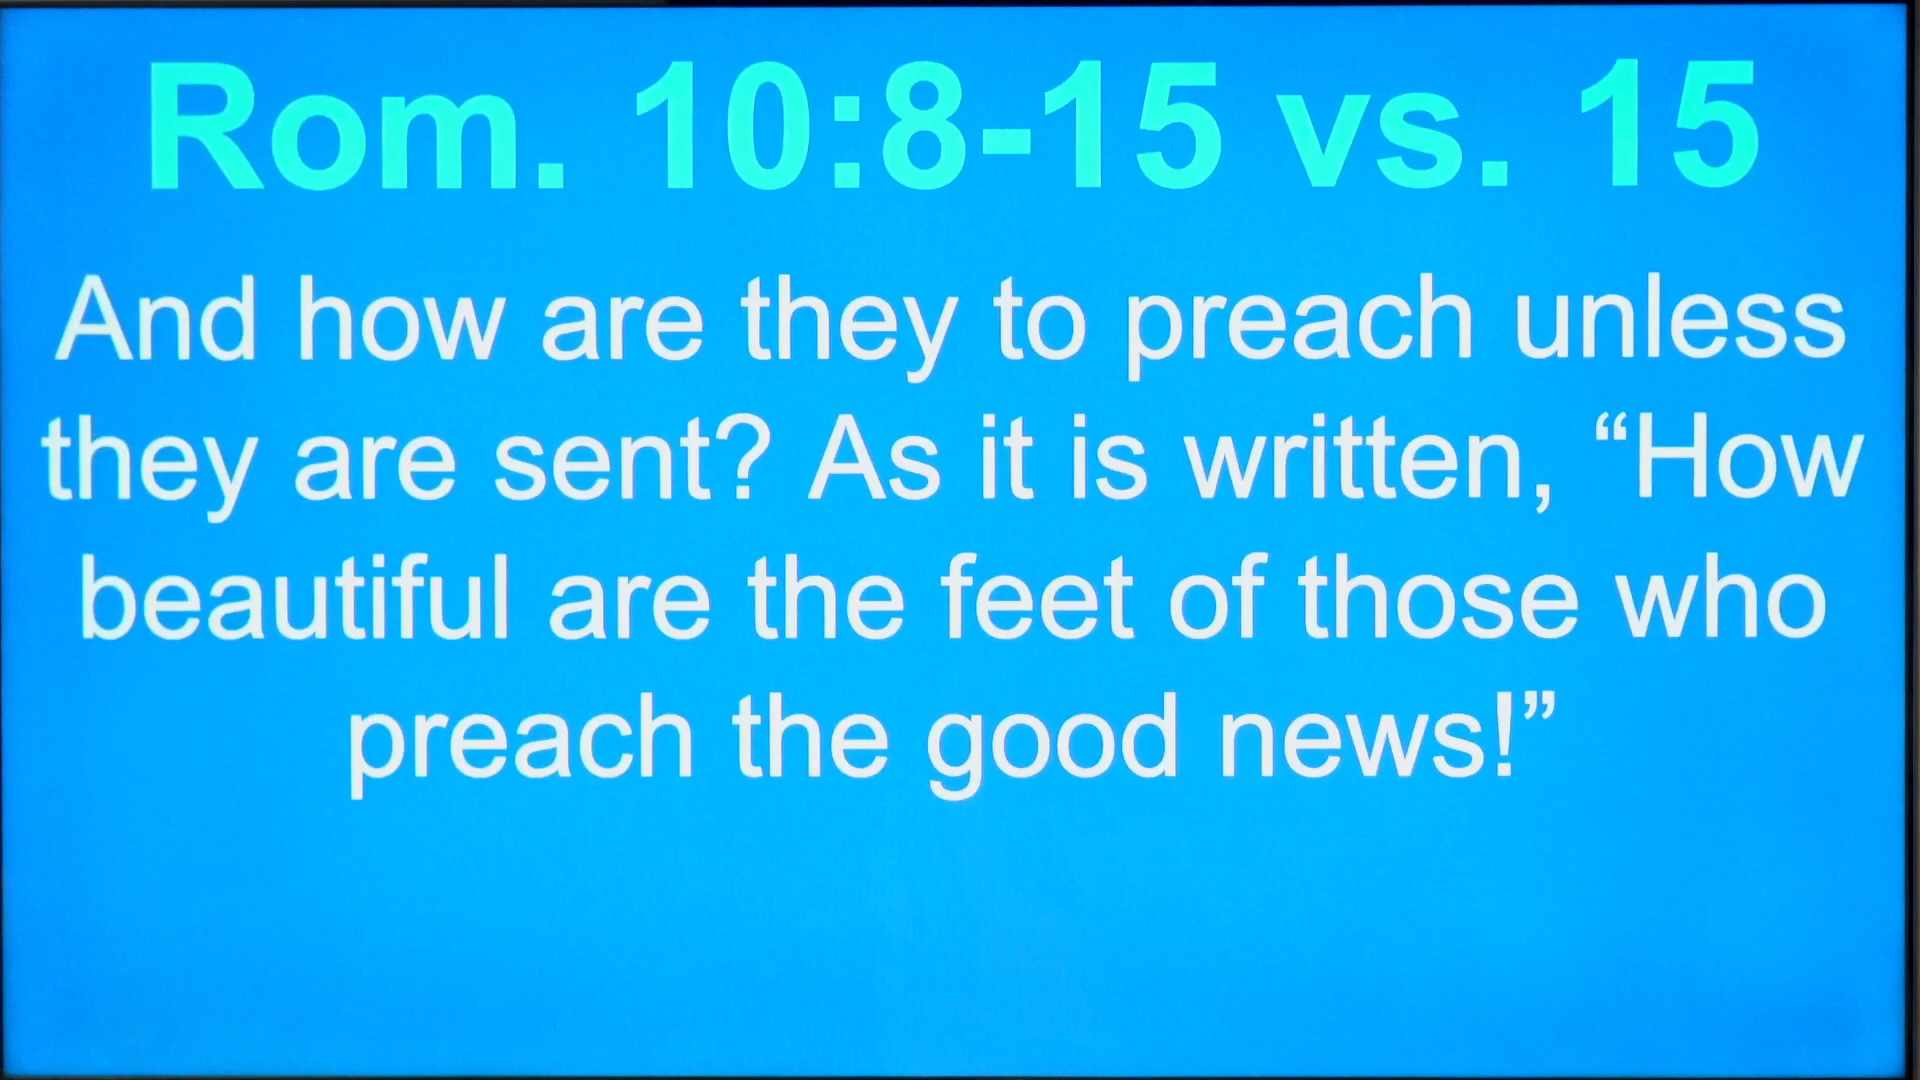 Rom. 10:8-15 vs. 15
And how are they to preach unless
they are sent? As it is written, “How
beautiful are the feet of those who
preach the good news!”